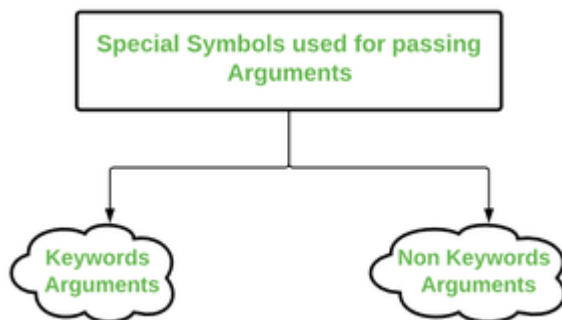 Special Symbols used for passing
Arguments
Keywords
Arguments
Non Keywords
Arguments